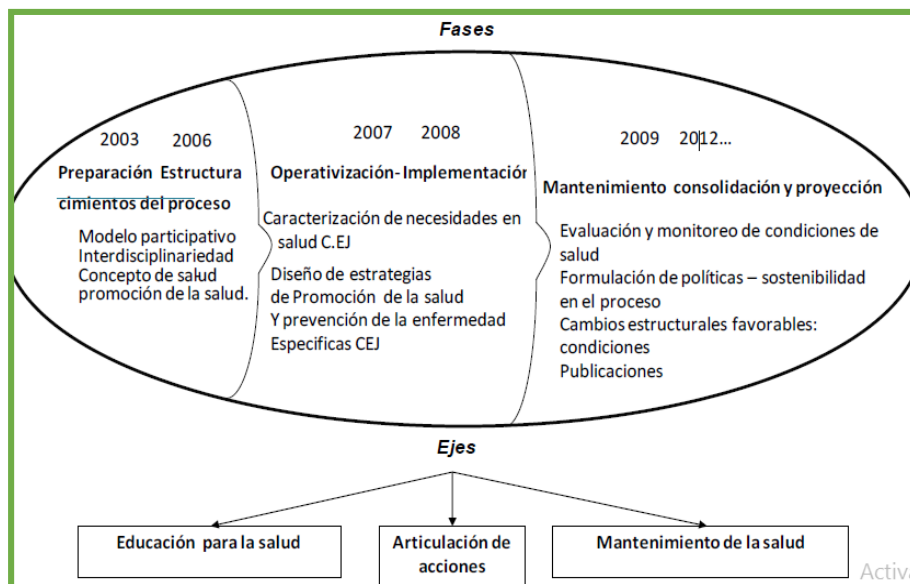 Fases
2003 2006
Preparación Estructura
cimientos del proceso
Modelo participativo
Interdisciplinariedad
Concepto de salud
promoción de la salud.
2007 2008
Operativización- Implementación
Caracterización de necesidades en
salud C.EJ
Diseño de estrategias
de Promoción de la salud
Y prevención de la enfermedad
Especificas CEJ
2009 2012...
Mantenimiento consolidación y proyección
Evaluación y monitoreo de condiciones de
salud
Formulación de políticas – sostenibilidad
en el proceso
Cambios estructurales favorables:
condiciones
Publicaciones
Ejes
Educación para la salud
Articulación de
acciones
Mantenimiento de la salud
Activ